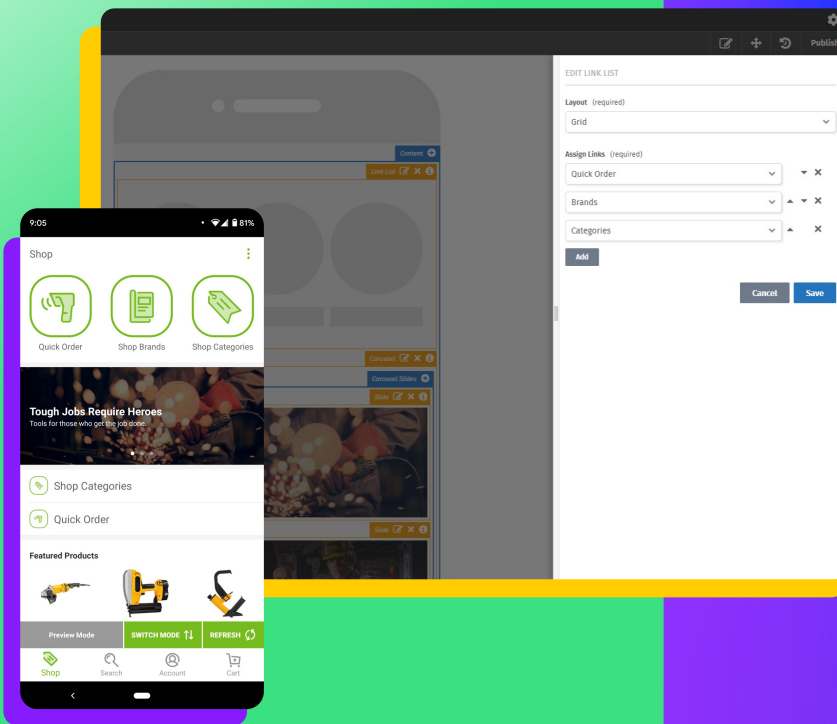 Publish
EDIT LINK LIST
Layout (required)
Grid
Assign Links (required)
Quick Order
Brands
Categories
Add
Cancel
Save
Content
Link List
Carousel
Carousel Slides
Slide
Slide
9:05
81%
Shop
Quick Order
Shop Brands
Shop Categories
Tough Jobs Require Heroes
Tools for those who get the job done.
Shop Categories
Quick Order
Featured Products
Preview Mode
SWITCH MODE
REFRESH
Shop
Search
Account
Cart